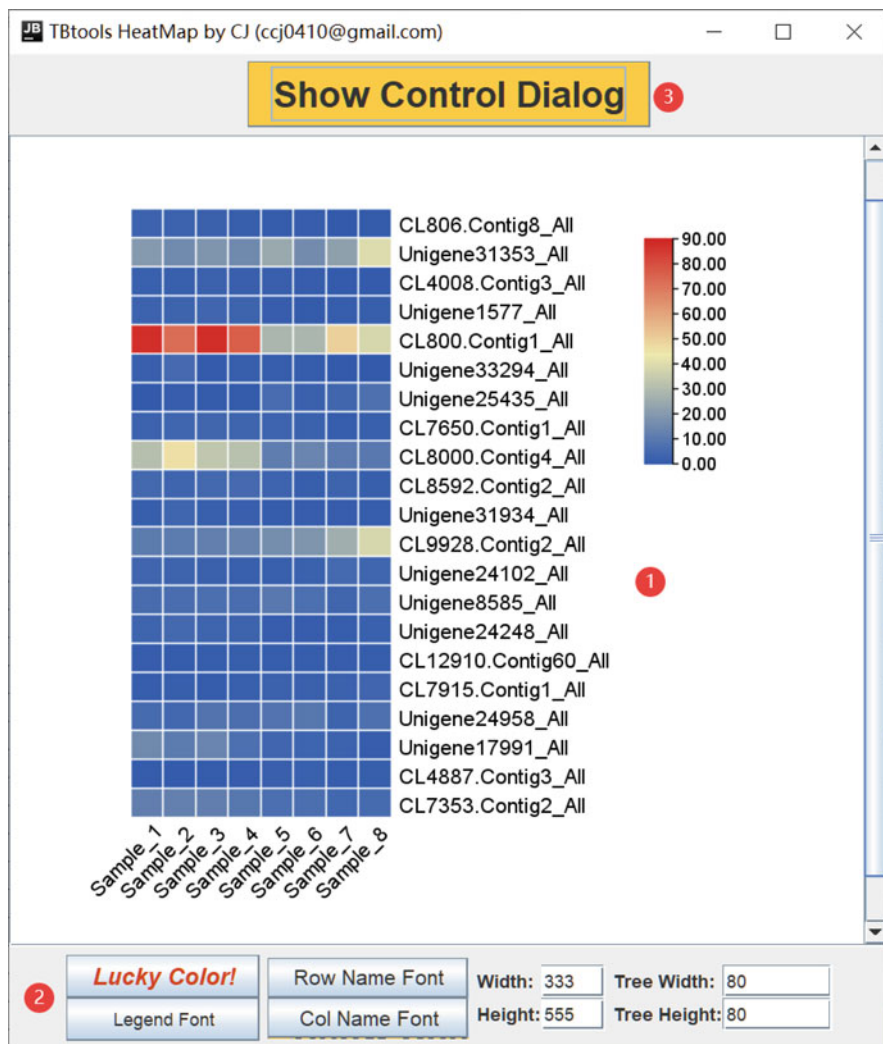 JB TBtools HeatMap by CJ (ccj0410@gmail.com)
Show Control Dialog
3
CL806.Contig8_All
Unigene31353_All
CL4008.Contig3_All
Unigene1577_All
CL800.Contig1_All
Unigene33294_All
Unigene25435_All
CL7650.Contig1_All
CL8000.Contig4_All
CL8592.Contig2_All
Unigene31934_All
CL9928.Contig2_All
Unigene24102_All
Unigene8585_All
Unigene24248_All
CL12910.Contig60_All
CL7915.Contig1_All
Unigene24958_All
Unigene17991_All
CL4887.Contig3_All
CL7353.Contig2_All
90.00
80.00
70.00
60.00
50.00
40.00
30.00
20.00
10.00
0.00
1
Sample_1
Sample_2
Sample_3
Sample_4
Sample_5
Sample_6
Sample_7
Sample_8
2
Lucky Color!
Legend Font
Row Name Font
Col Name Font
Width: 333
Height: 555
Tree Width: 80
Tree Height: 80